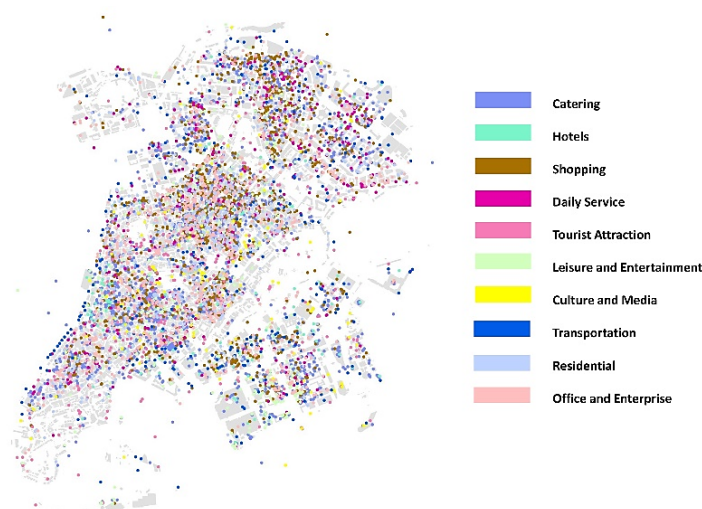 Catering
Hotels
Shopping
Daily Service
Tourist Attraction
Leisure and Entertainment
Culture and Media
Transportation
Residential
Office and Enterprise